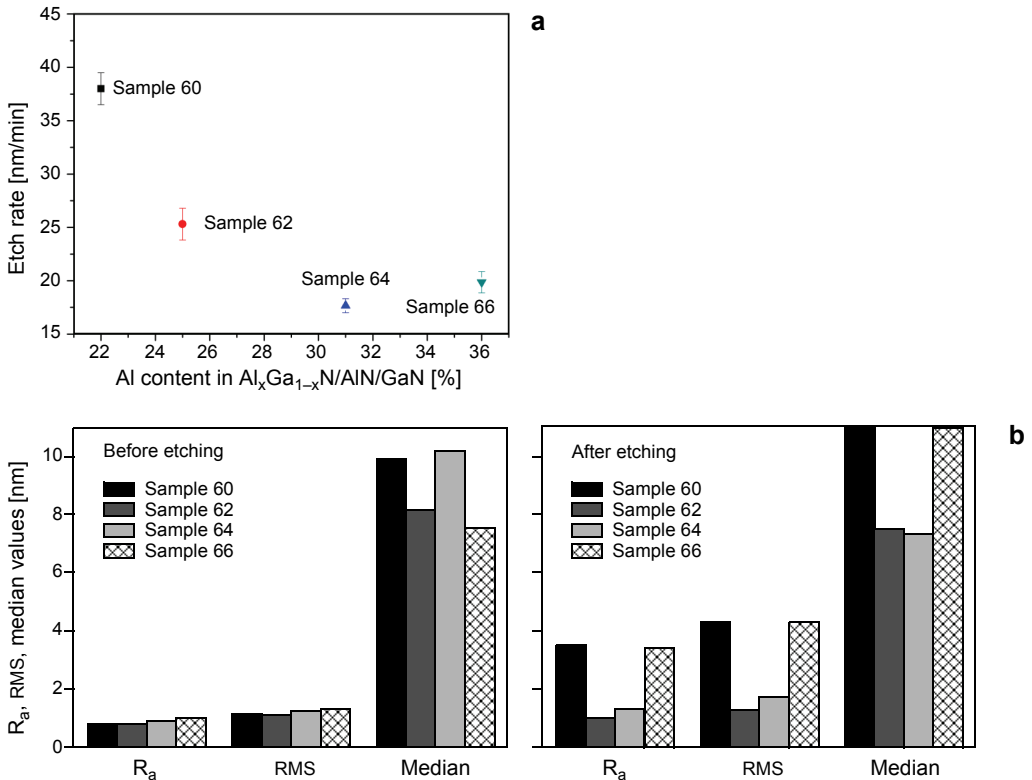 a
45
40
35
30
25
20
15
Etch rate [nm/min]
Sample 60
Sample 62
Sample 64
Sample 66
22 24 26 28 30 32 34 36
Al content in AlₓGa₁₋ₓN/AlN/GaN [%]
b
Rₐ, RMS, median values [nm]
10
8
6
4
2
0
Before etching
Sample 60
Sample 62
Sample 64
Sample 66
Rₐ RMS Median
After etching
Sample 60
Sample 62
Sample 64
Sample 66
Rₐ RMS Median